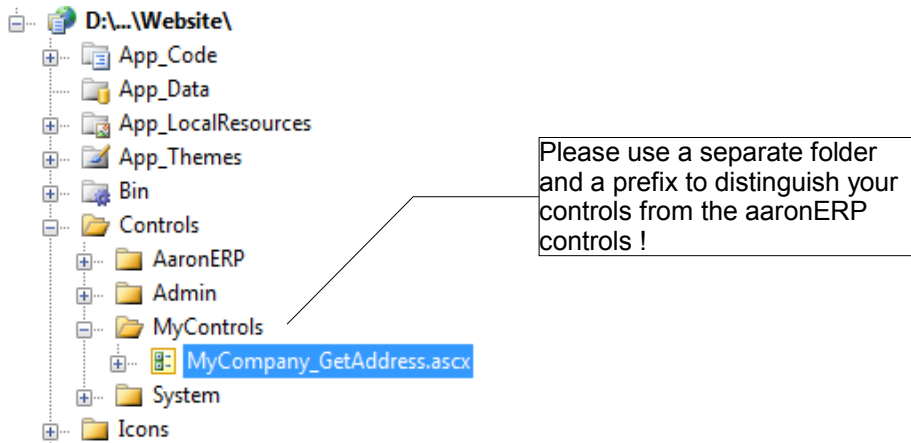 D:\...\Website\
App_Code
App_Data
App_LocalResources
App_Themes
Bin
Controls
AaronERP
Admin
MyControls
MyCompany_GetAddress.ascx
System
Icons
Please use a separate folder
and a prefix to distinguish your
controls from the aaronERP
controls !